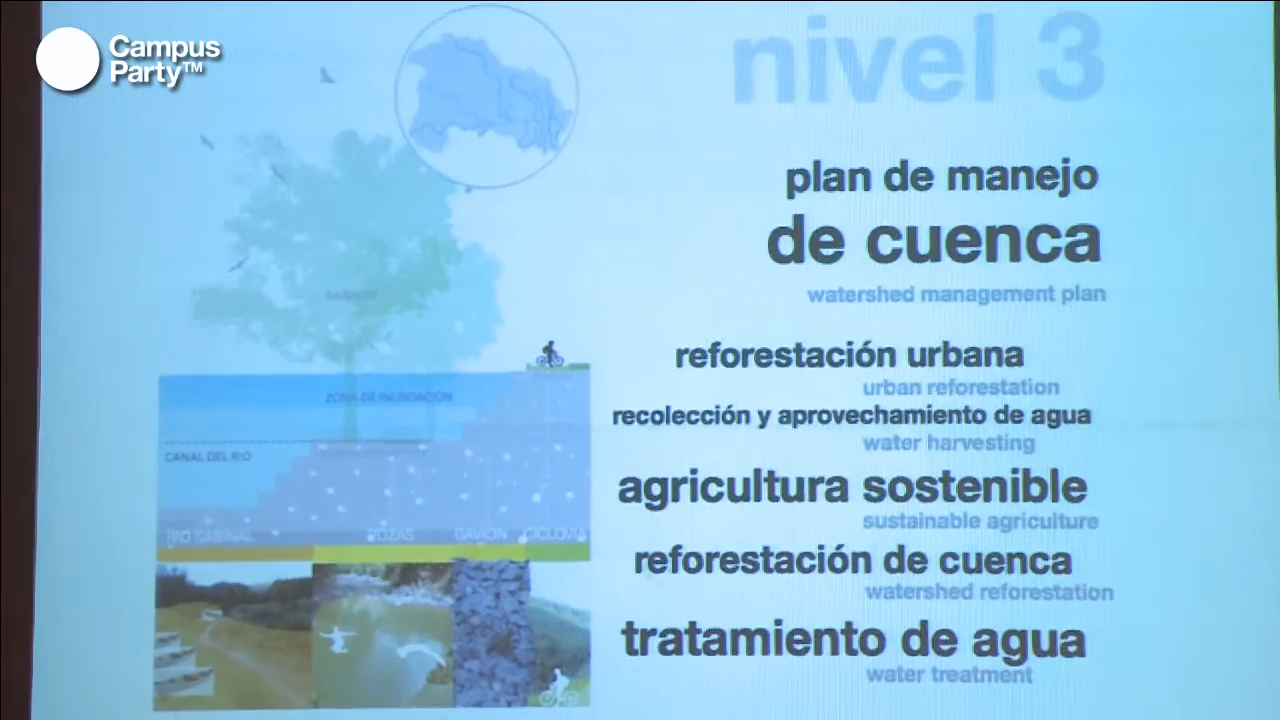 Campus
Party™
nivel 3
plan de manejo
de cuenca
watershed management plan
reforestación urbana
urban reforestation
recolección y aprovechamiento de agua
water harvesting
agricultura sostenible
sustainable agriculture
reforestación de cuenca
watershed reforestation
tratamiento de agua
water treatment
ZONA DE INUNDACION
CANAL DEL RIO
RIO SABINAL
POZAS
GAVION
CICLOVIA